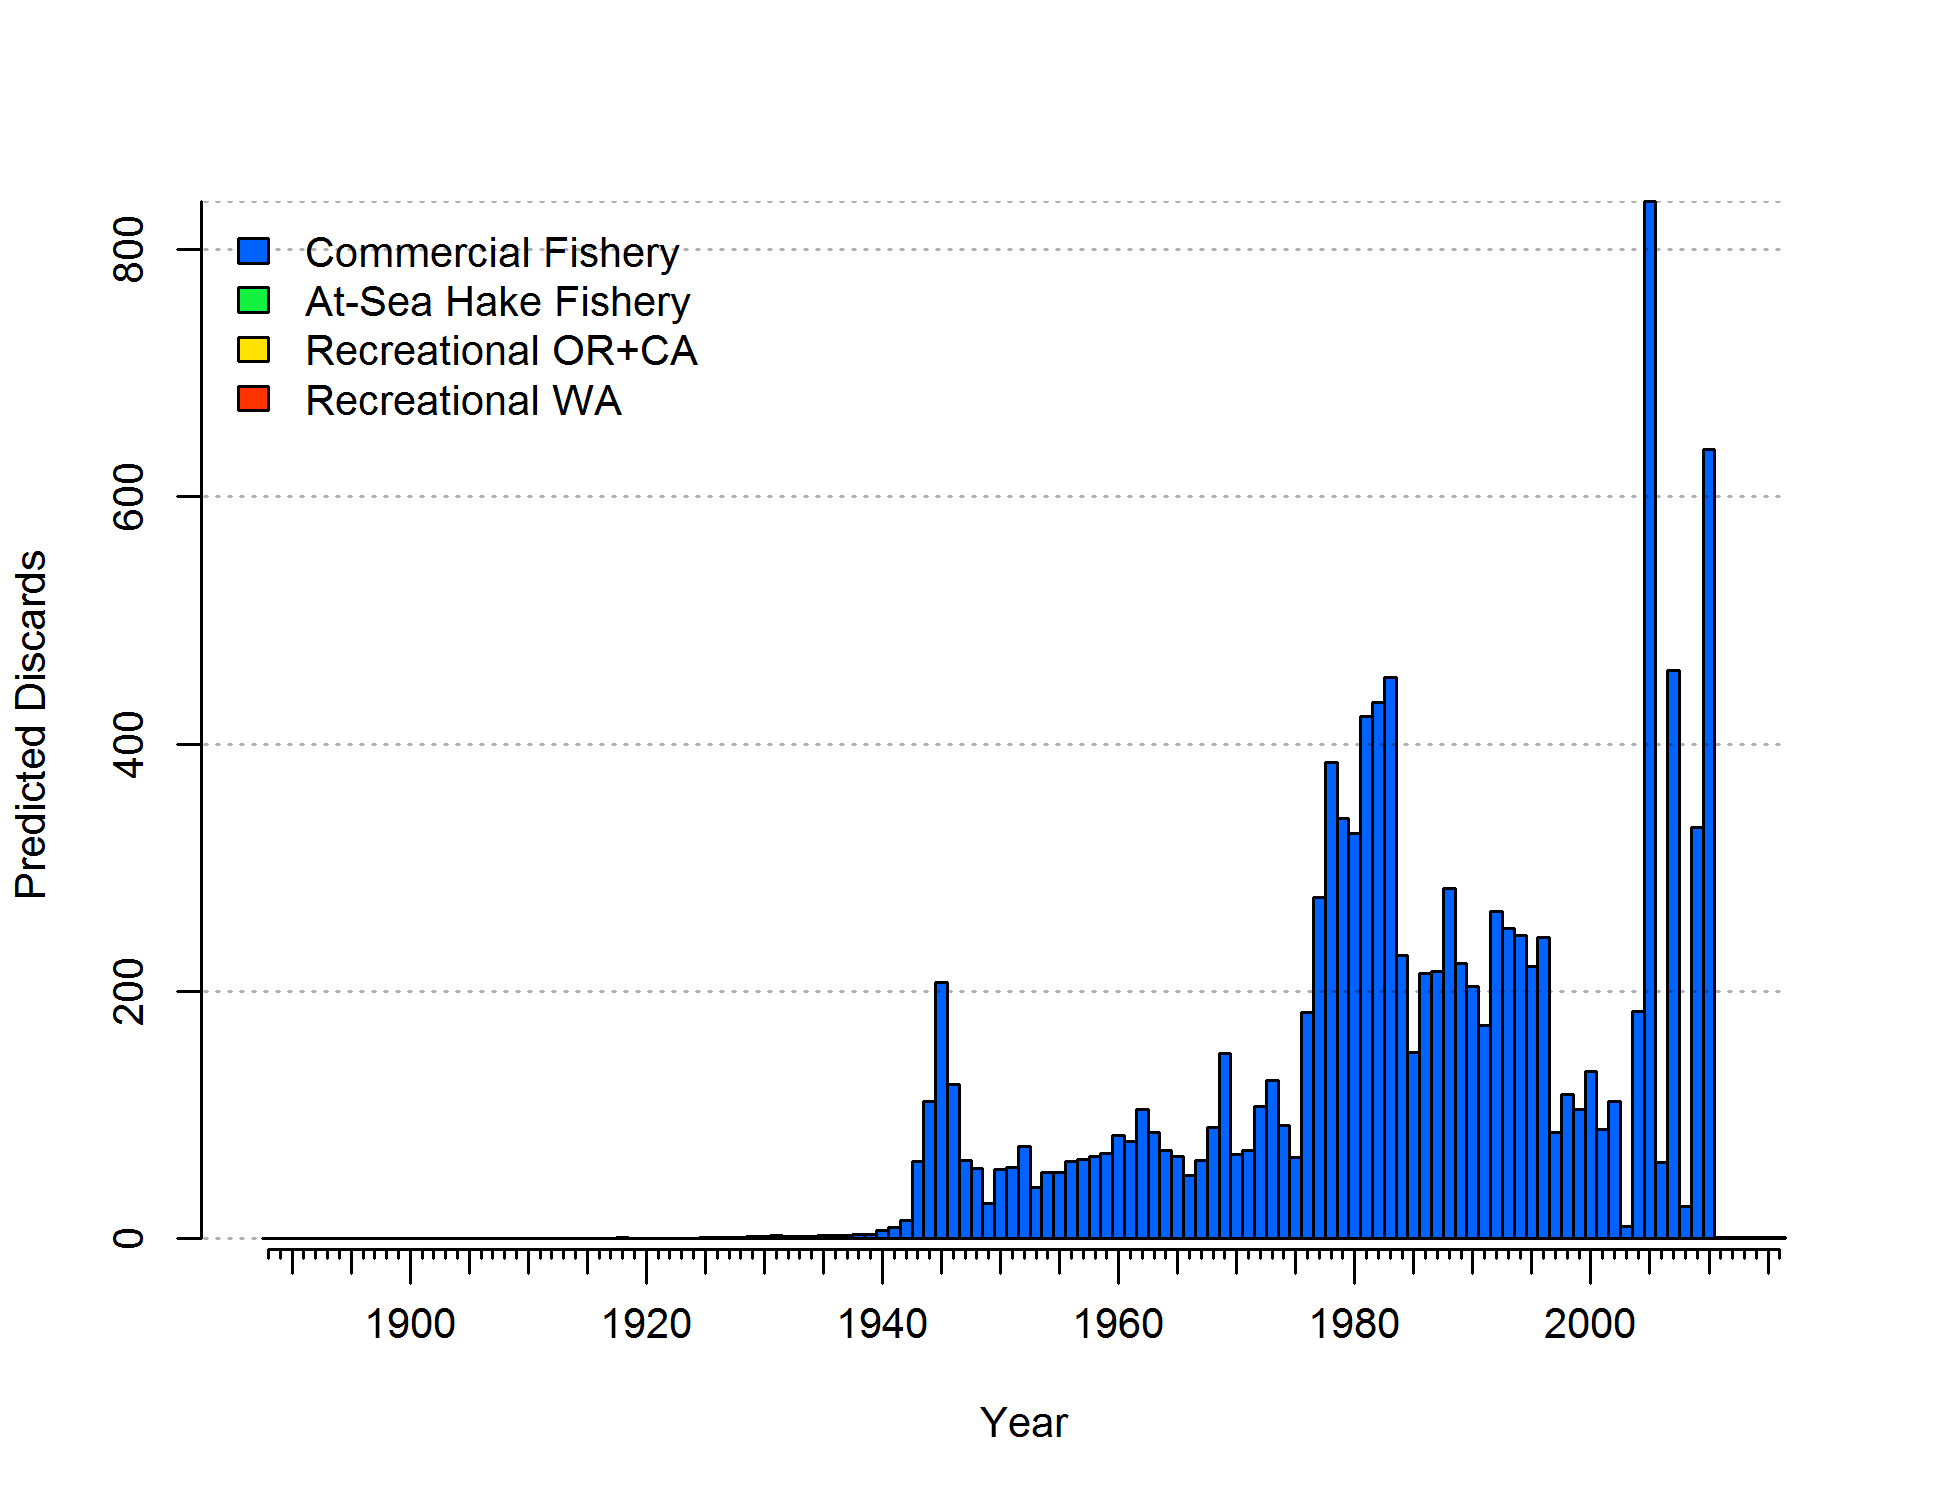 Commercial Fishery
At-Sea Hake Fishery
Recreational OR+CA
Recreational WA
Predicted Discards
0
200
400
600
800
1900
1920
1940
1960
1980
2000
Year